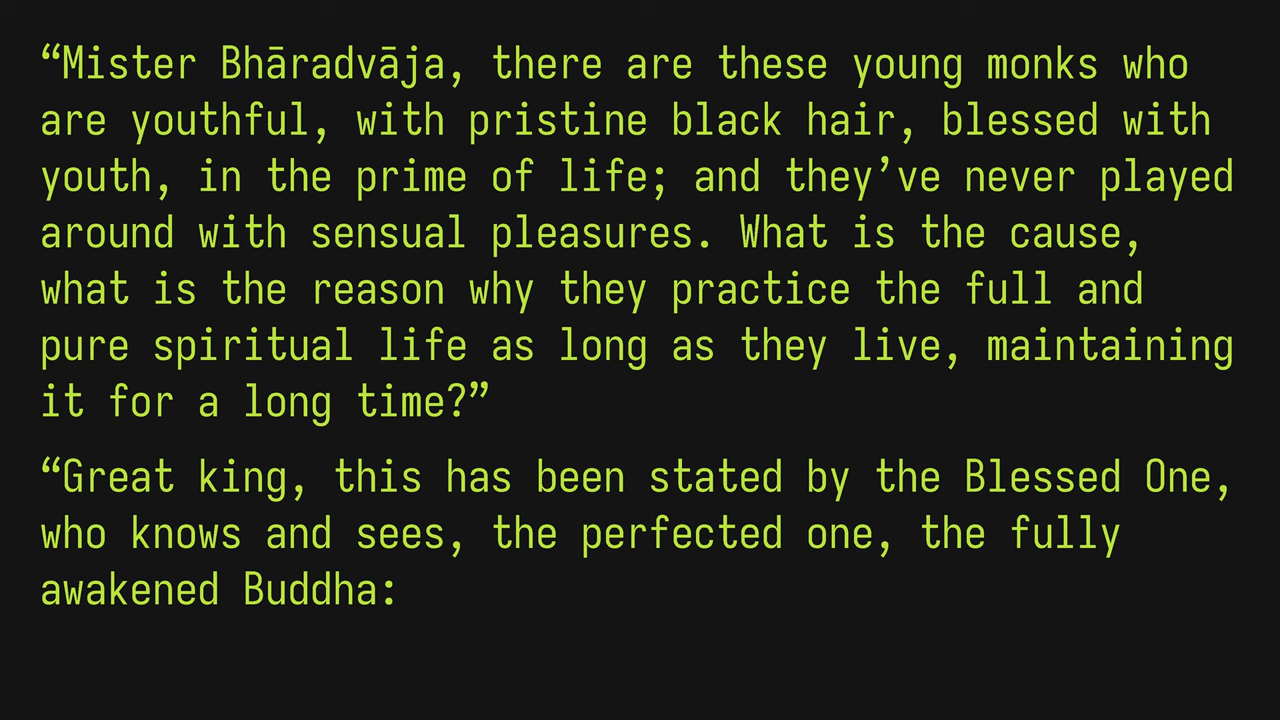 “Mister Bhāradvāja, there are these young monks who
are youthful, with pristine black hair, blessed with
youth, in the prime of life; and they’ve never played
around with sensual pleasures. What is the cause,
what is the reason why they practice the full and
pure spiritual life as long as they live, maintaining
it for a long time?”
“Great king, this has been stated by the Blessed One,
who knows and sees, the perfected one, the fully
awakened Buddha: